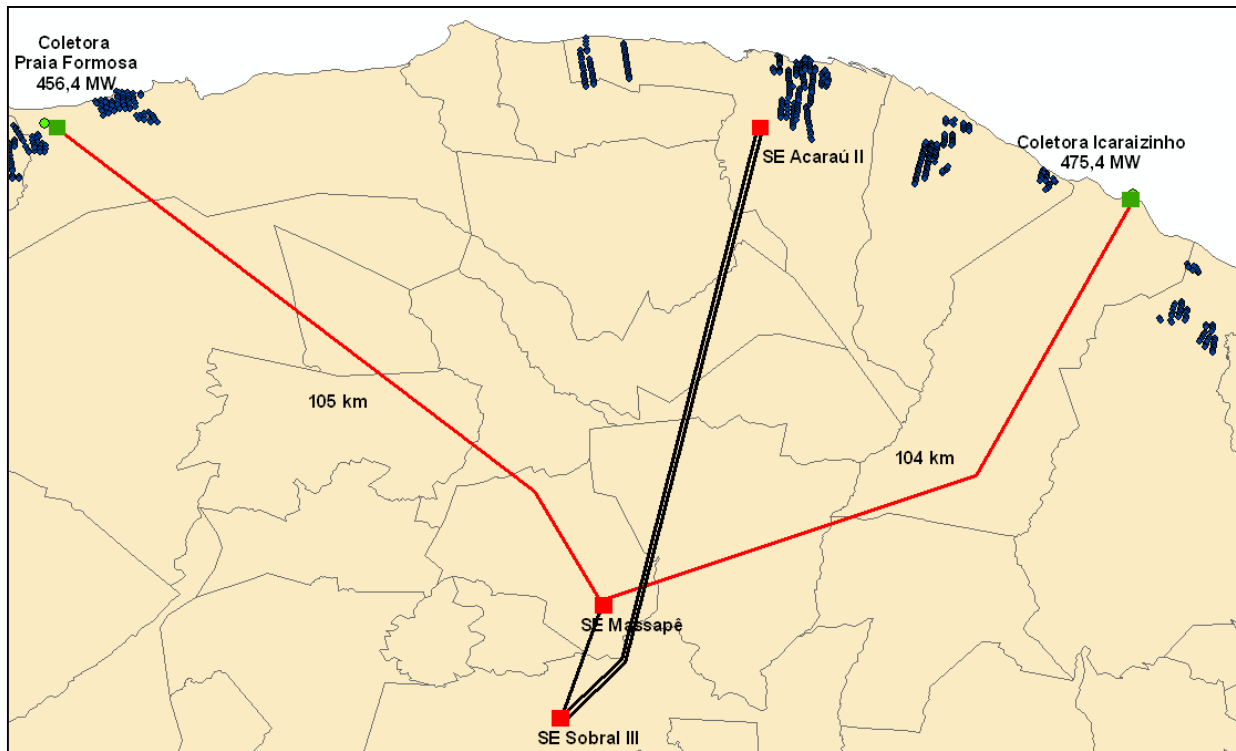 Coletora
Praia Formosa
456,4 MW
SE Acaraú II
Coletora Icaraizinho
475,4 MW
105 km
104 km
SE Massapê
SE Sobral III